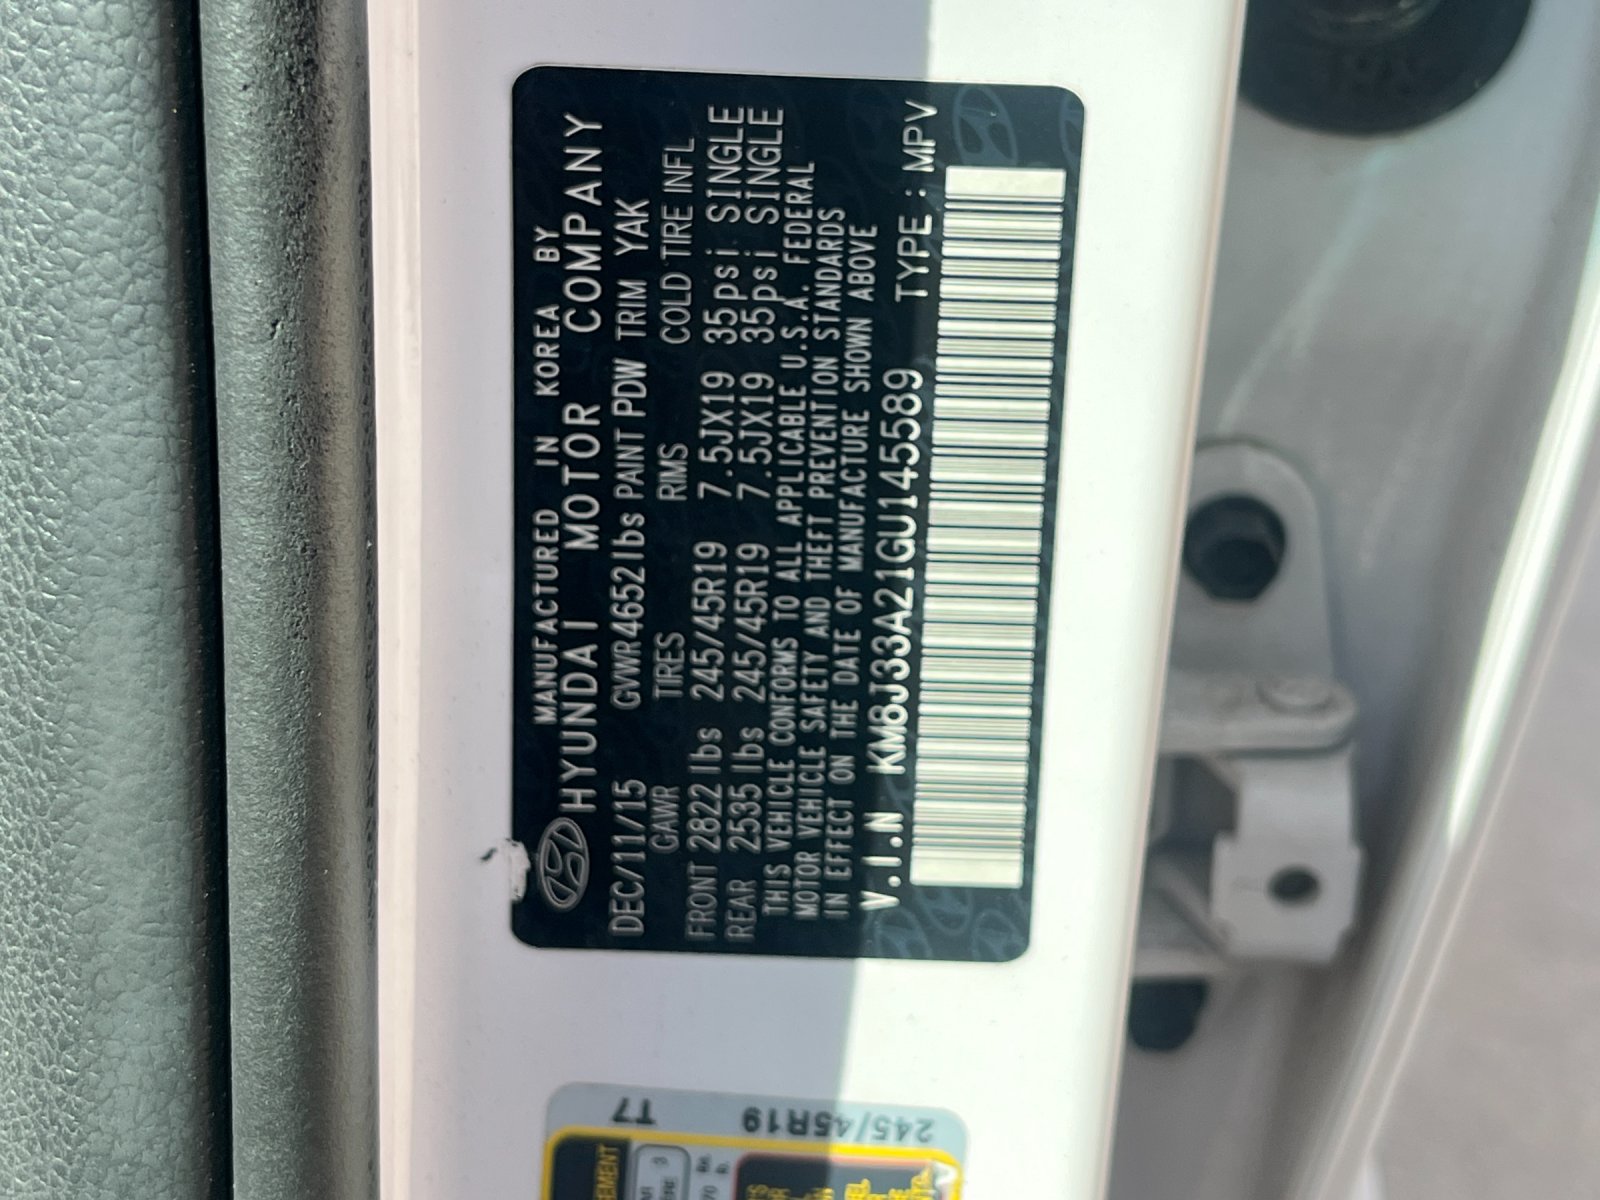 MANUFACTURED IN KOREA BY
HYUNDAI MOTOR COMPANY
DEC/11/15 GVWR4652lbs PAINT PDW TRIM YAK
GAWR TIRES RIMS COLD TIRE INFL
FRONT 2822 lbs 245/45R19 7.5JX19 35psi SINGLE
REAR 2535 lbs 245/45R19 7.5JX19 35psi SINGLE
THIS VEHICLE CONFORMS TO ALL APPLICABLE U.S.A. FEDERAL
MOTOR VEHICLE SAFETY AND THEFT PREVENTION STANDARDS
IN EFFECT ON THE DATE OF MANUFACTURE SHOWN ABOVE
V.I.N KM8J33A21GU145589 TYPE : MPV
T7
245/45R19